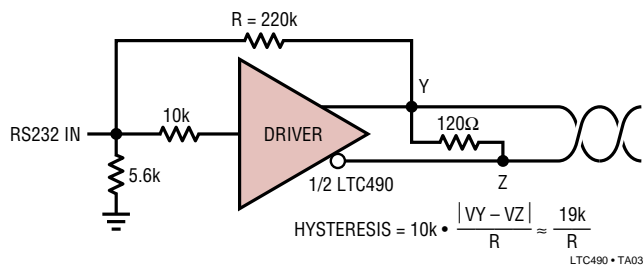 R = 220k
Y
10k
RS232 IN
DRIVER
120Ω
5.6k
1/2 LTC490
Z
HYSTERESIS = 10k • |VY – VZ| / R ≈ 19k / R
LTC490 • TA03